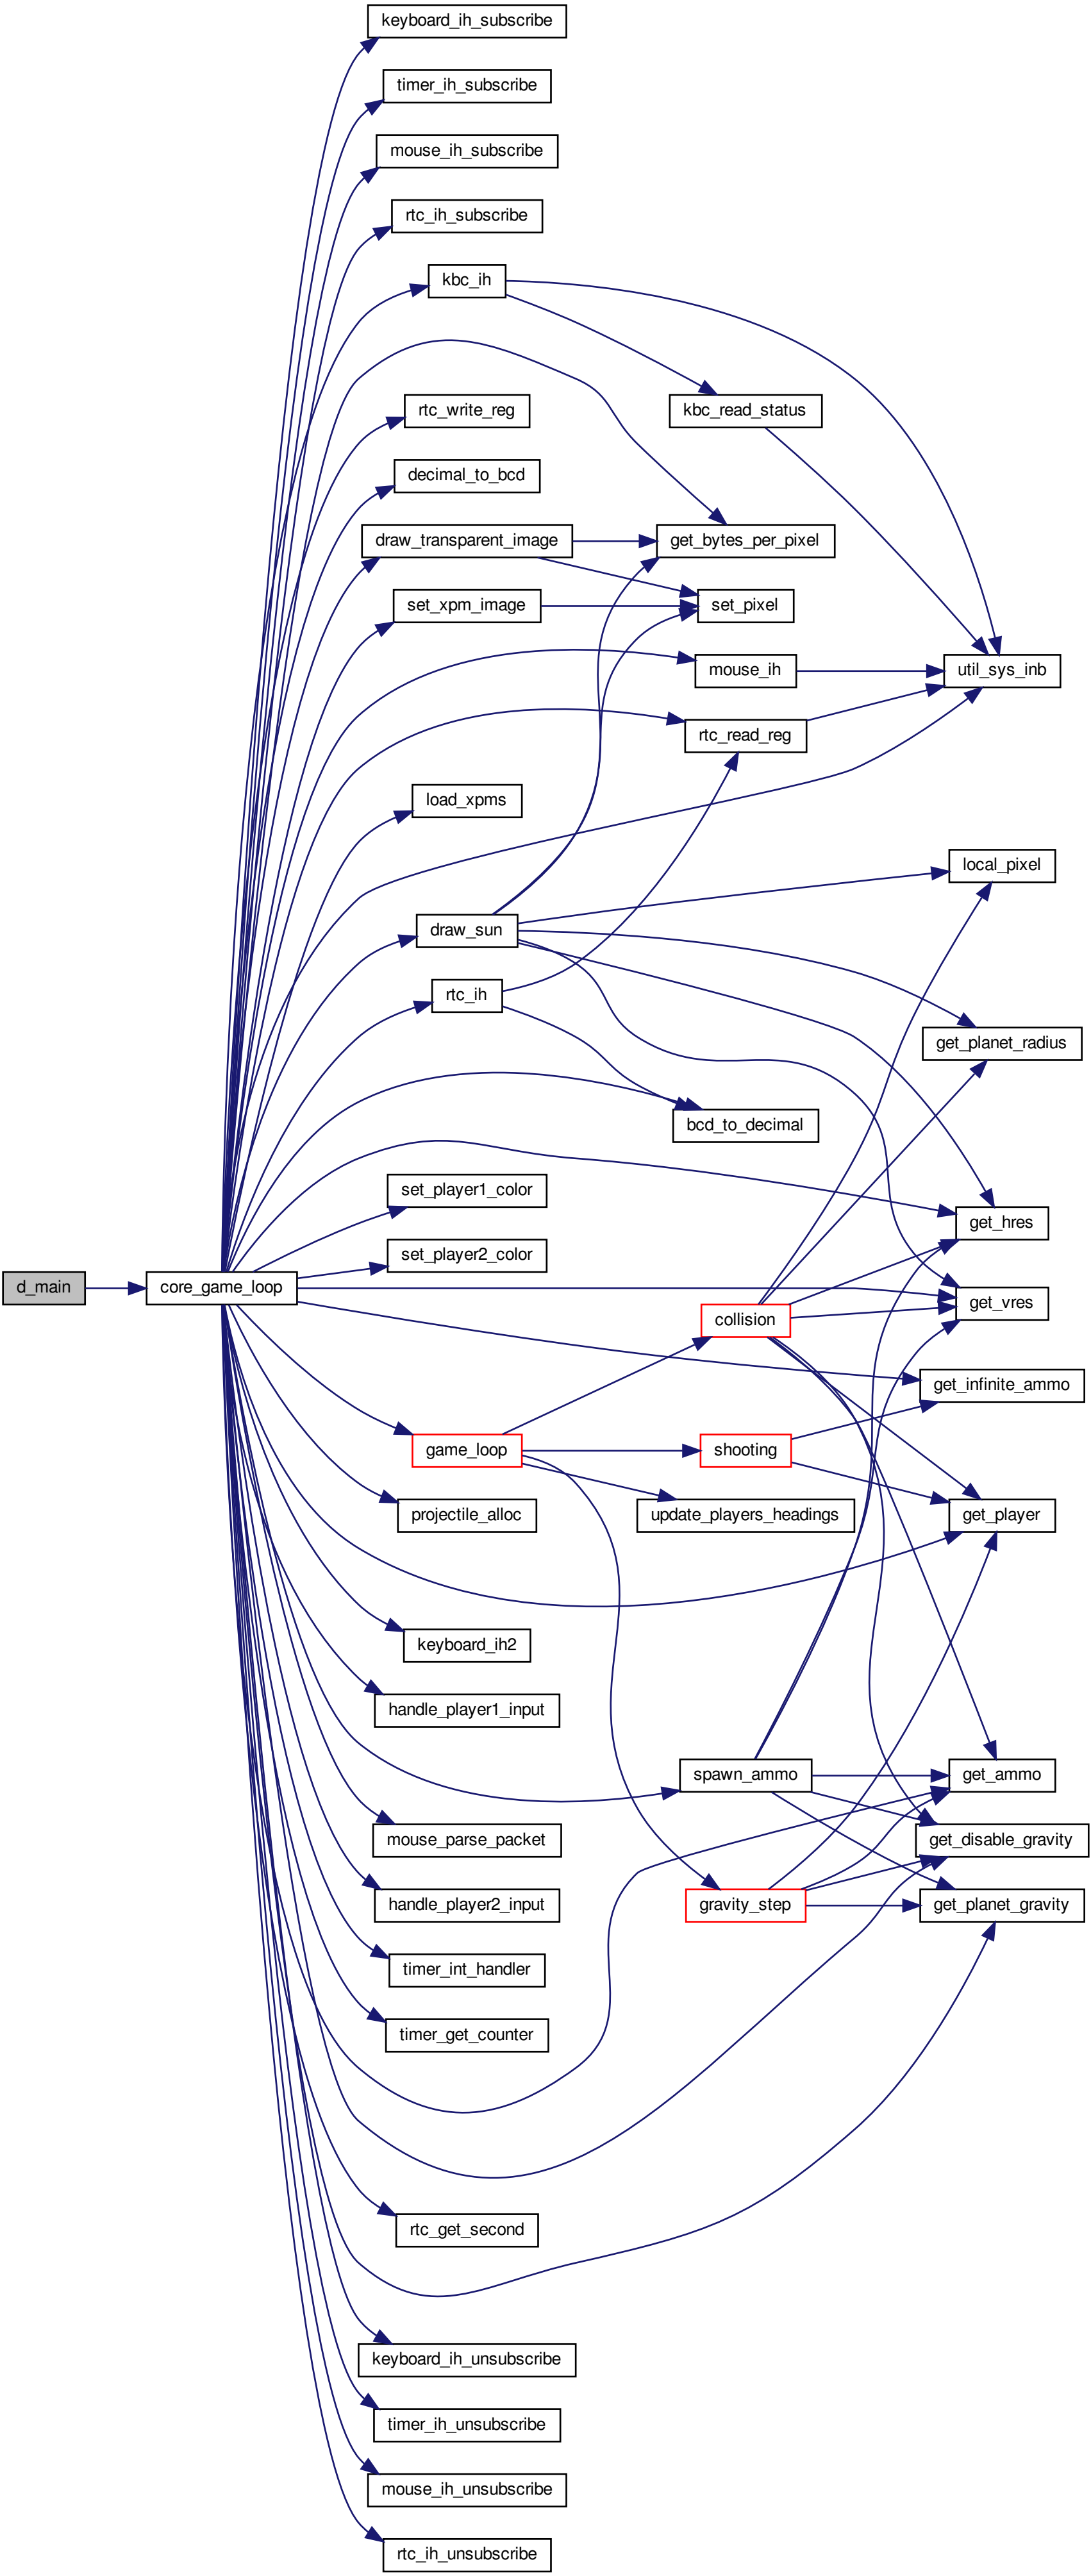 keyboard_ih_subscribe
timer_ih_subscribe
mouse_ih_subscribe
rtc_ih_subscribe
kbc_ih
rtc_write_reg
kbc_read_status
decimal_to_bcd
draw_transparent_image
get_bytes_per_pixel
set_xpm_image
set_pixel
mouse_ih
util_sys_inb
rtc_read_reg
load_xpms
local_pixel
draw_sun
rtc_ih
get_planet_radius
bcd_to_decimal
set_player1_color
get_hres
set_player2_color
d_main
core_game_loop
get_vres
collision
get_infinite_ammo
game_loop
shooting
projectile_alloc
update_players_headings
get_player
keyboard_ih2
handle_player1_input
spawn_ammo
get_ammo
mouse_parse_packet
get_disable_gravity
handle_player2_input
gravity_step
get_planet_gravity
timer_int_handler
timer_get_counter
rtc_get_second
keyboard_ih_unsubscribe
timer_ih_unsubscribe
mouse_ih_unsubscribe
rtc_ih_unsubscribe